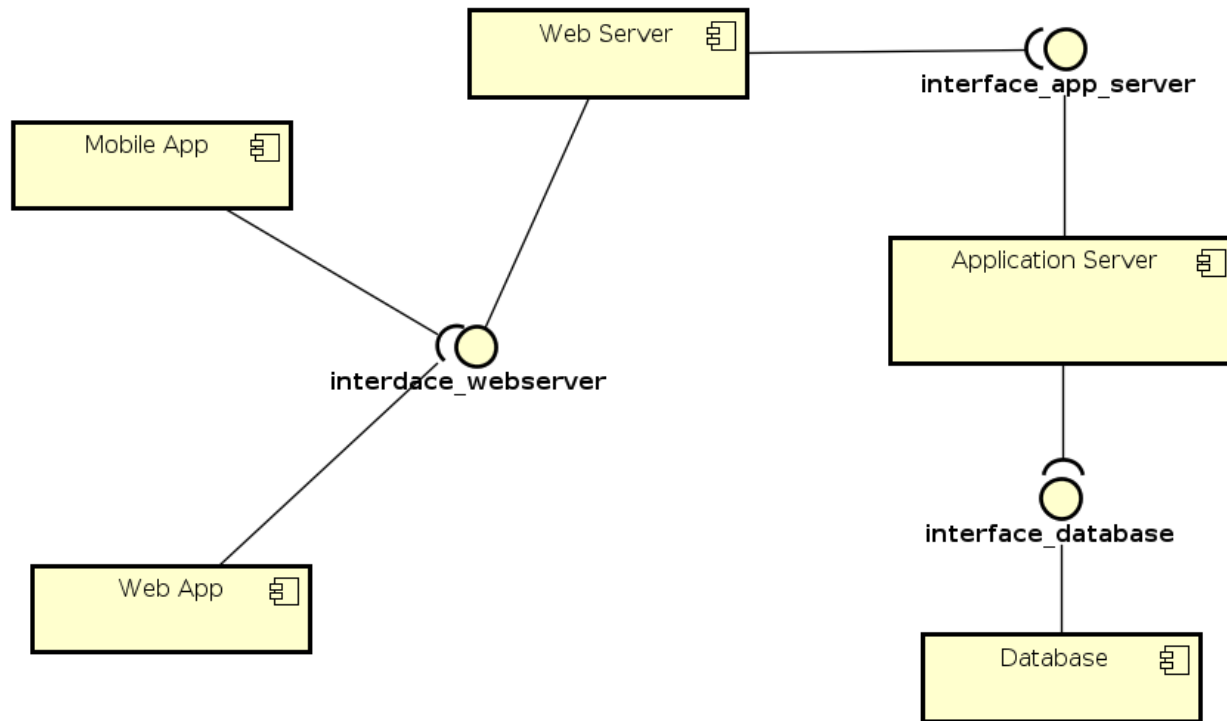 Web Server
interface_app_server
Mobile App
Application Server
interdace_webserver
interface_database
Web App
Database